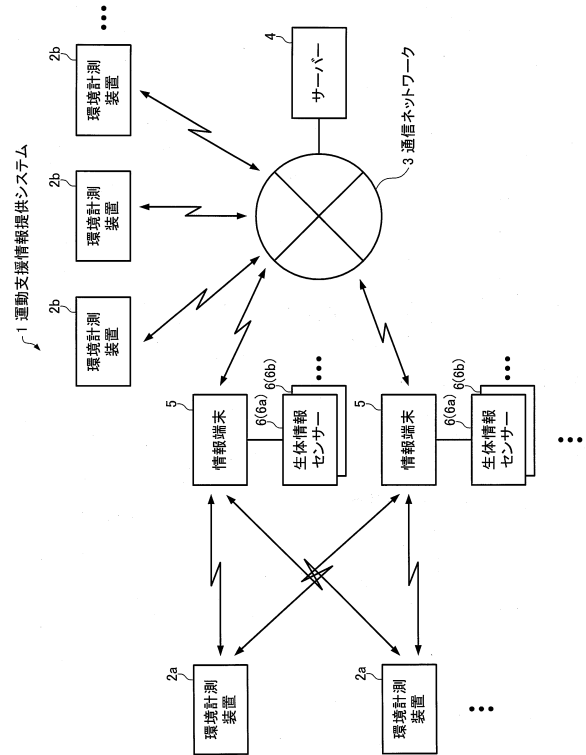 1 運動支援情報提供システム
2b
環境計測
装置
2b
環境計測
装置
2b
環境計測
装置
•••
4
サーバー
3 通信ネットワーク
5
情報端末
6(6a)
6(6b)
生体情報
センサー
•••
5
情報端末
6(6a)
6(6b)
生体情報
センサー
•••
•••
2a
環境計測
装置
2a
環境計測
装置
•••